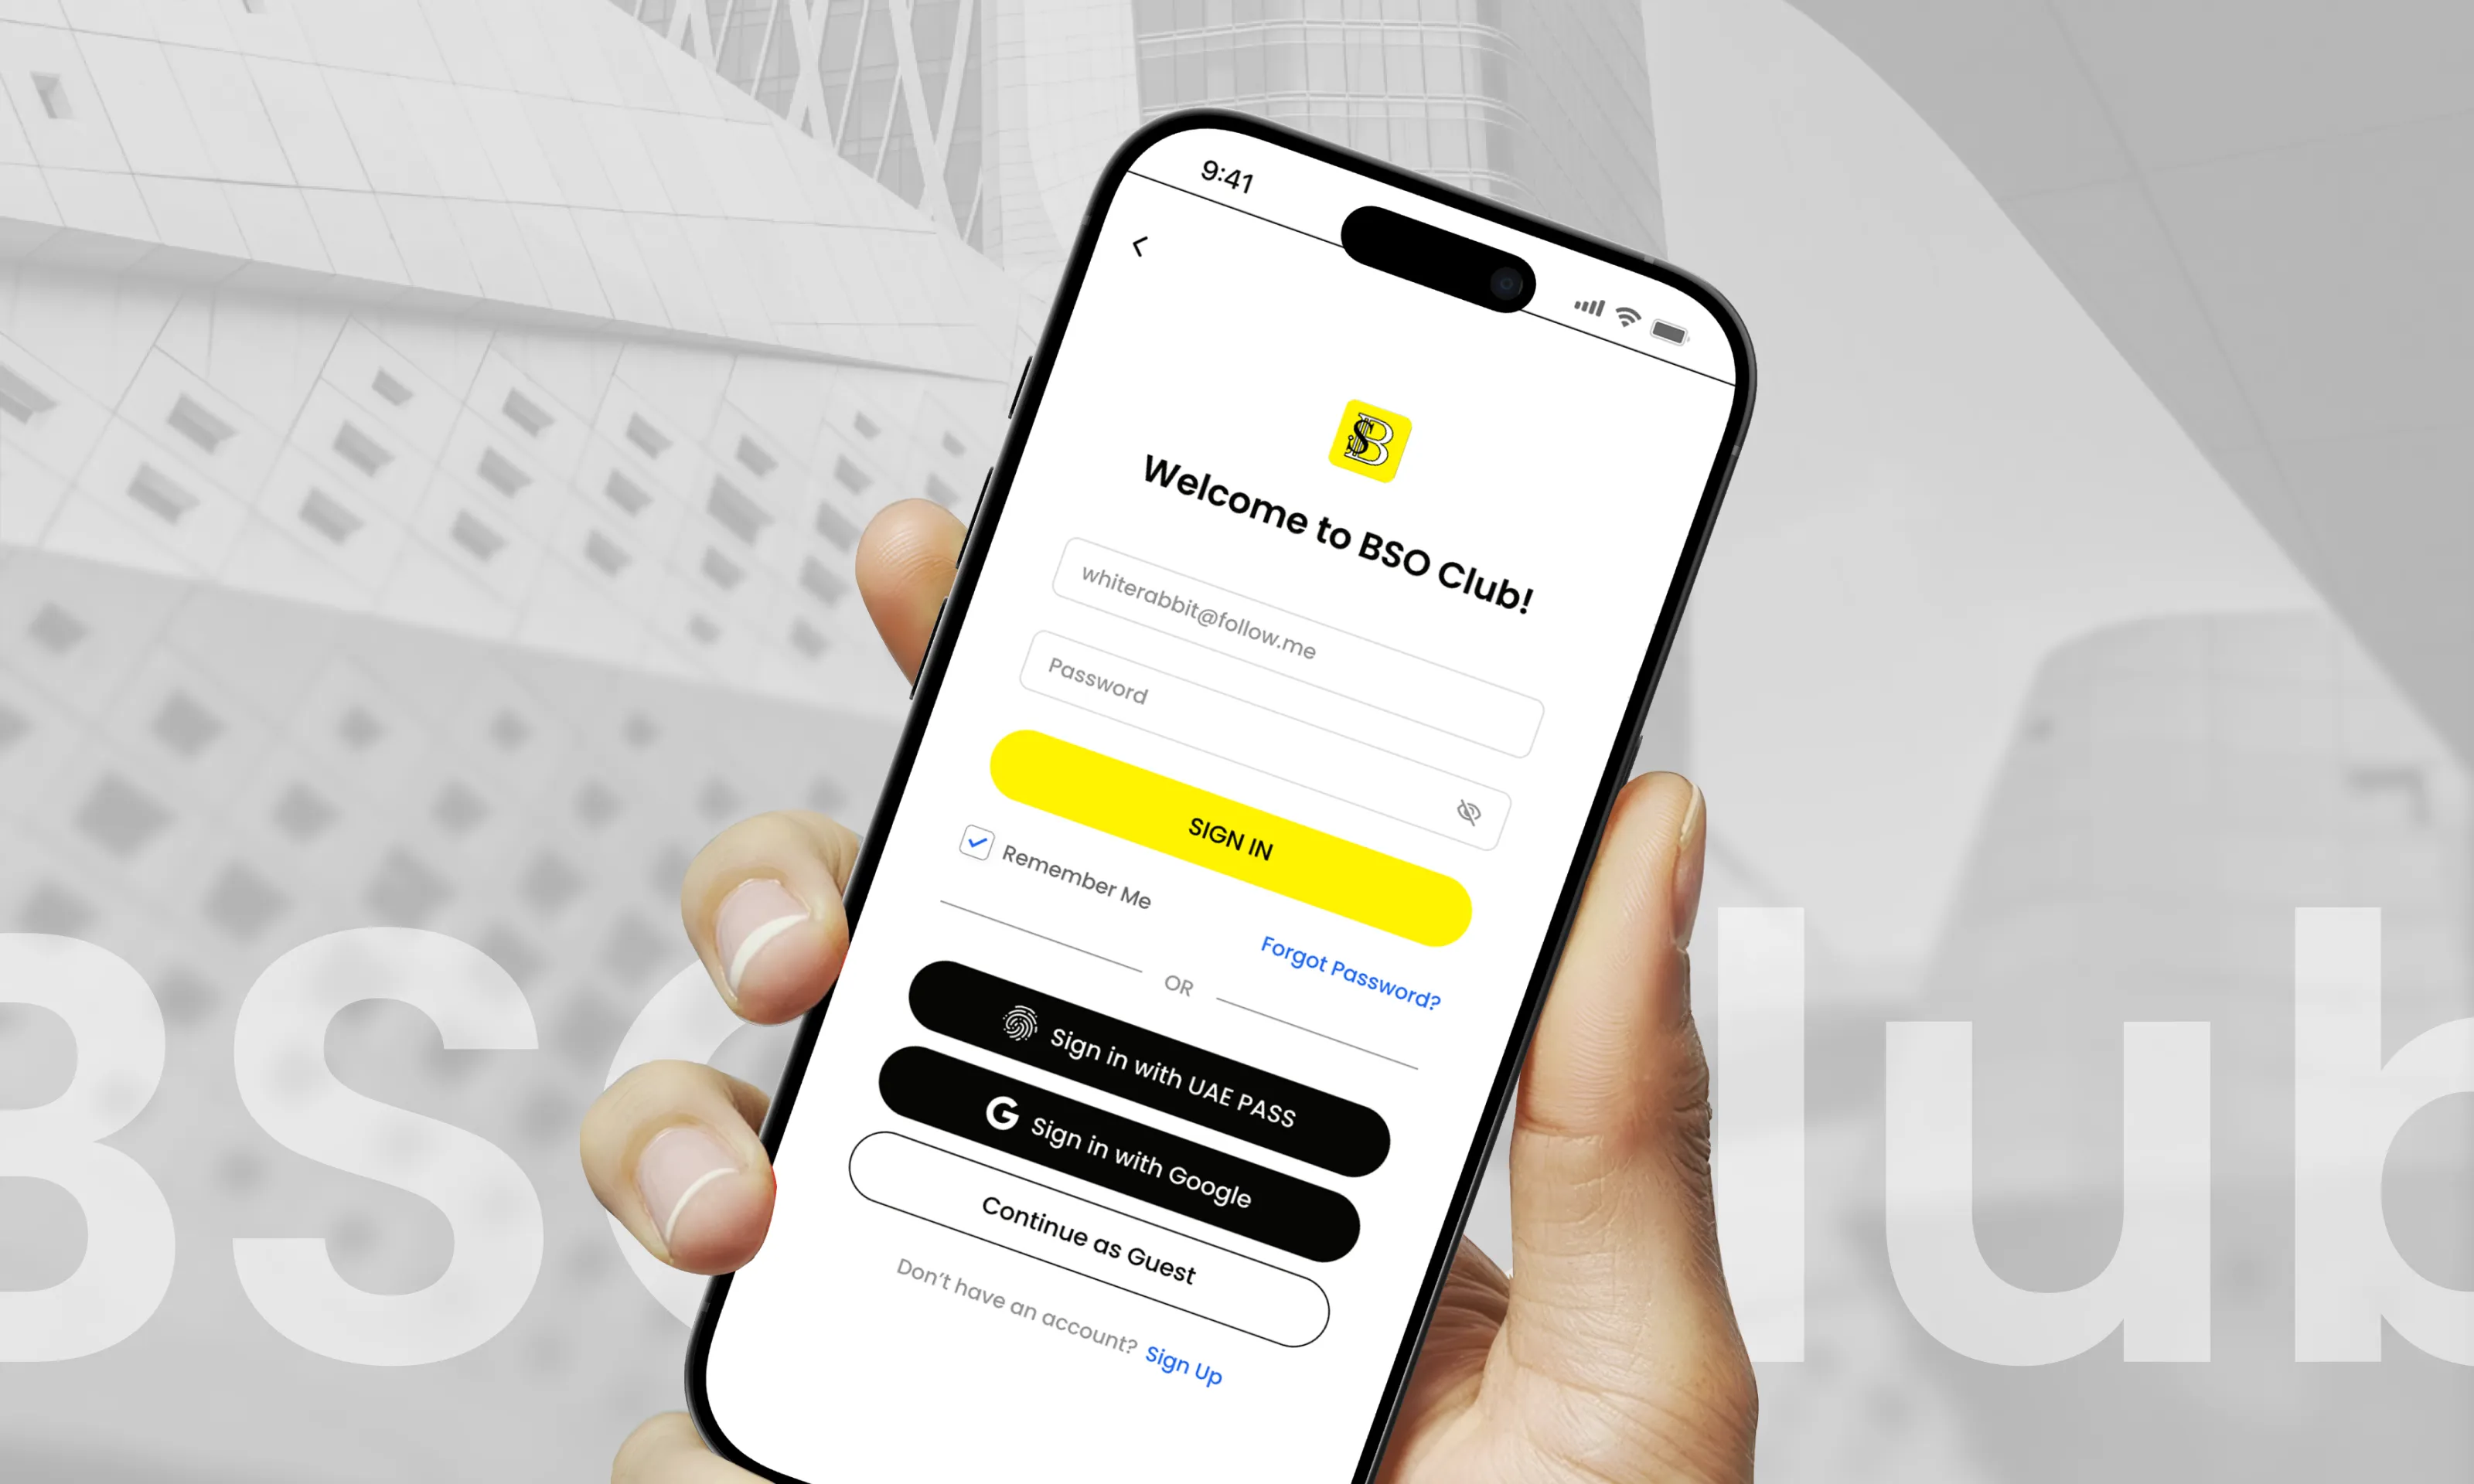 9:41
Welcome to BSO Club!
whiterabbit@follow.me
Password
SIGN IN
Remember Me
Forgot Password?
OR
Sign in with UAE PASS
Sign in with Google
Continue as Guest
Don't have an account? Sign Up
BSO Club